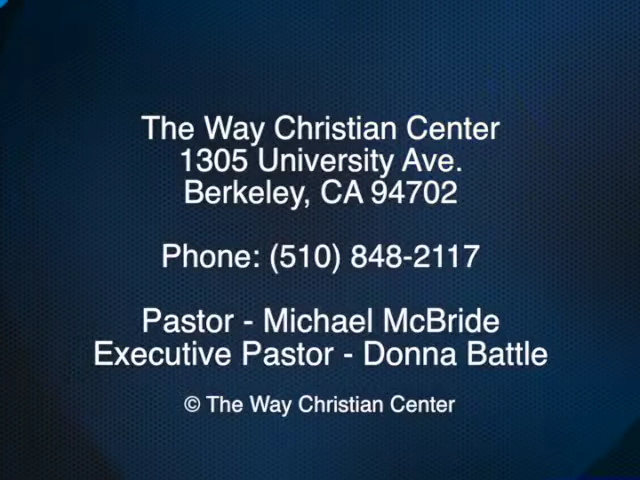 The Way Christian Center
1305 University Ave.
Berkeley, CA 94702
Phone: (510) 848-2117
Pastor - Michael McBride
Executive Pastor - Donna Battle
© The Way Christian Center